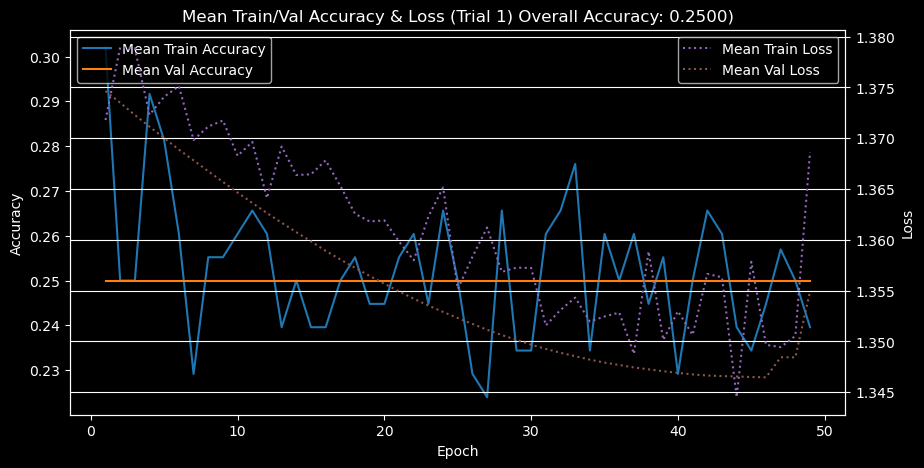 Mean Train/Val Accuracy & Loss (Trial 1) Overall Accuracy: 0.2500)
Mean Train Accuracy
Mean Val Accuracy
Mean Train Loss
Mean Val Loss
Accuracy
0.30
0.29
0.28
0.27
0.26
0.25
0.24
0.23
1.380
1.375
1.370
1.365
1.360
1.355
1.350
1.345
Loss
0 10 20 30 40 50
Epoch